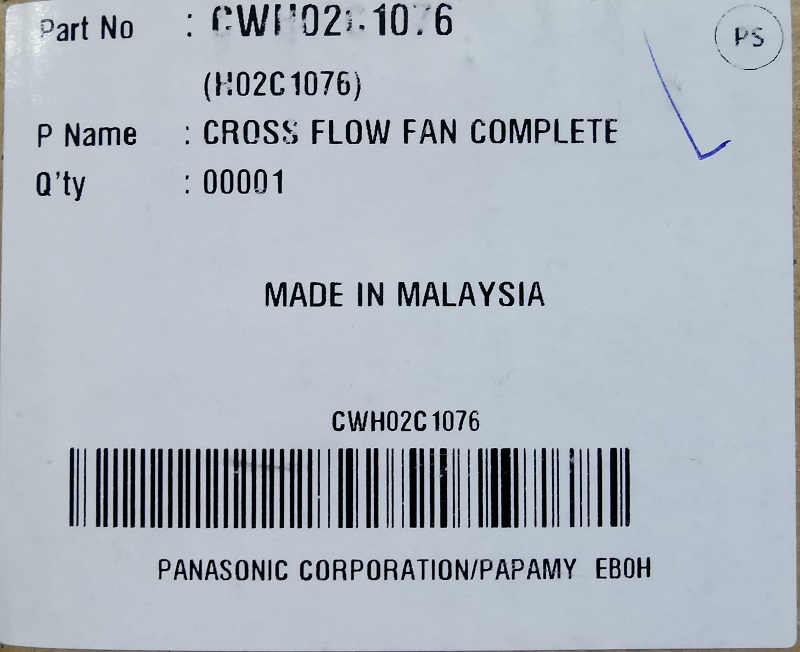 PS
Part No : CWH02C1076
(H02C1076)
P Name : CROSS FLOW FAN COMPLETE
Q'ty : 00001
MADE IN MALAYSIA
CWH02C1076
PANASONIC CORPORATION/PAPAMY EBOH